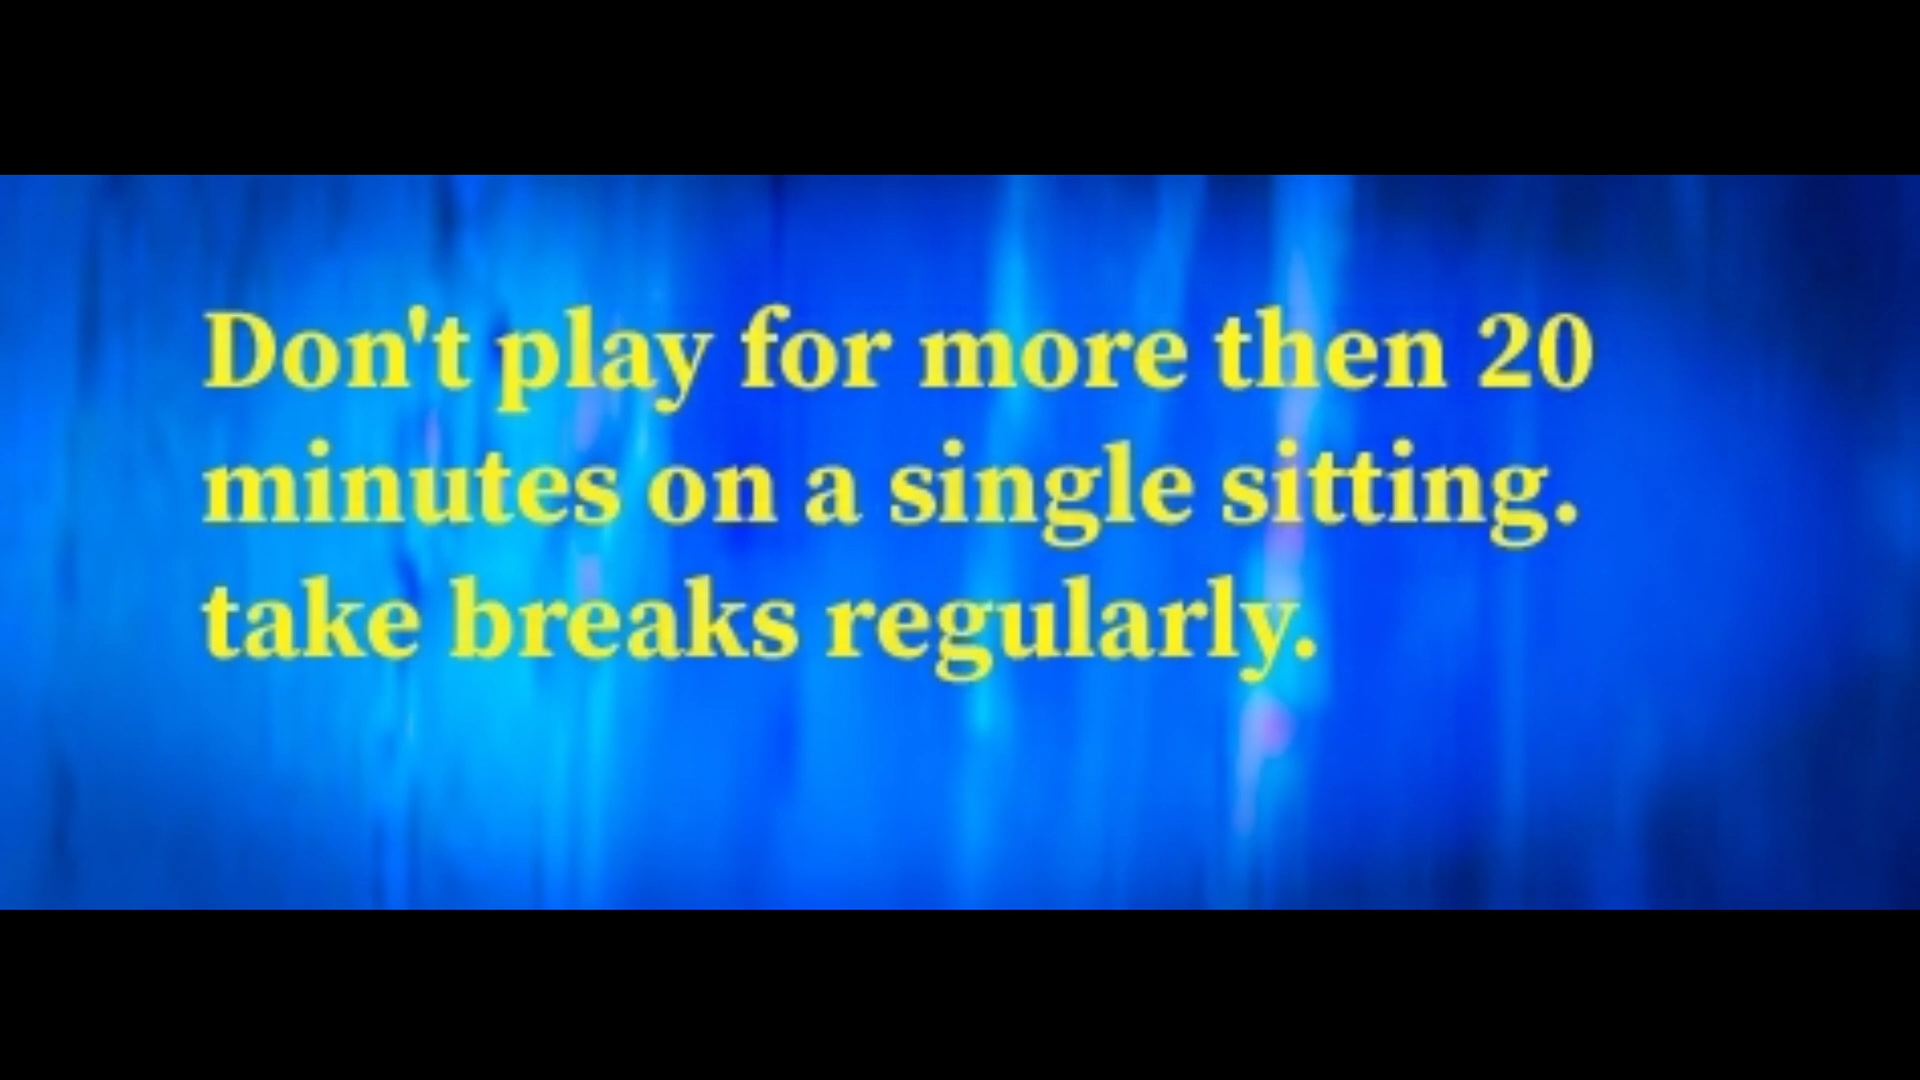 Don't play for more then 20
minutes on a single sitting.
take breaks regularly.